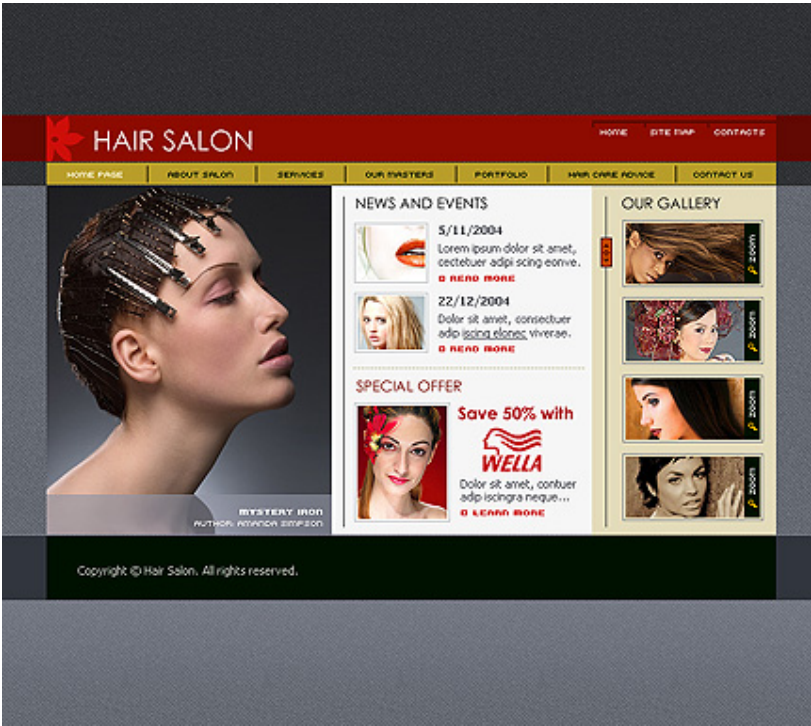 HAIR SALON
HOME SITE MAP CONTACTS
HOME PAGE ABOUT SALON SERVICES OUR MASTERS PORTFOLIO HAIR CARE ADVICE CONTACT US
MYSTERY IRON
AUTHOR: AMANDA SIMPSON
NEWS AND EVENTS
5/11/2004
Lorem ipsum dolor sit amet,
cectetuer adipi scing eonve.
READ MORE
22/12/2004
Dolor sit amet, consectuer
adip iscing elonec viverae.
READ MORE
SPECIAL OFFER
Save 50% with
WELLA
Dolor sit amet, contuer
adip iscingra neque...
LEARN MORE
OUR GALLERY
zoom
zoom
zoom
zoom
Copyright © Hair Salon. All rights reserved.